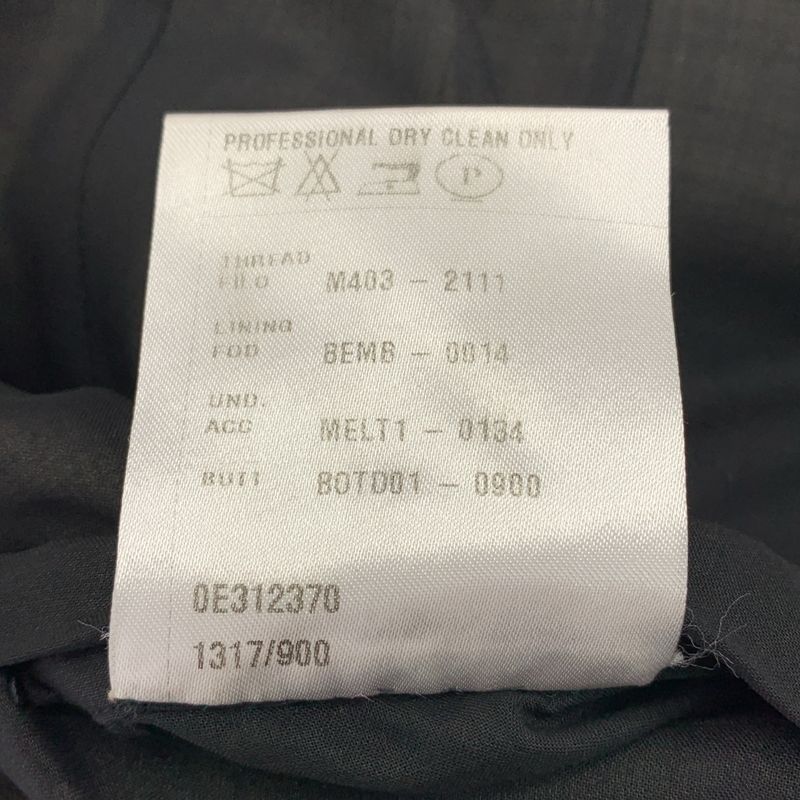 PROFESSIONAL DRY CLEAN ONLY
P
THREAD
FILO M403 - 2111
LINING
FOD BEMB - 0014
UND.
ACC MELT1 - 0134
BUTT BOTD01 - 0900
0E312370
1317/900